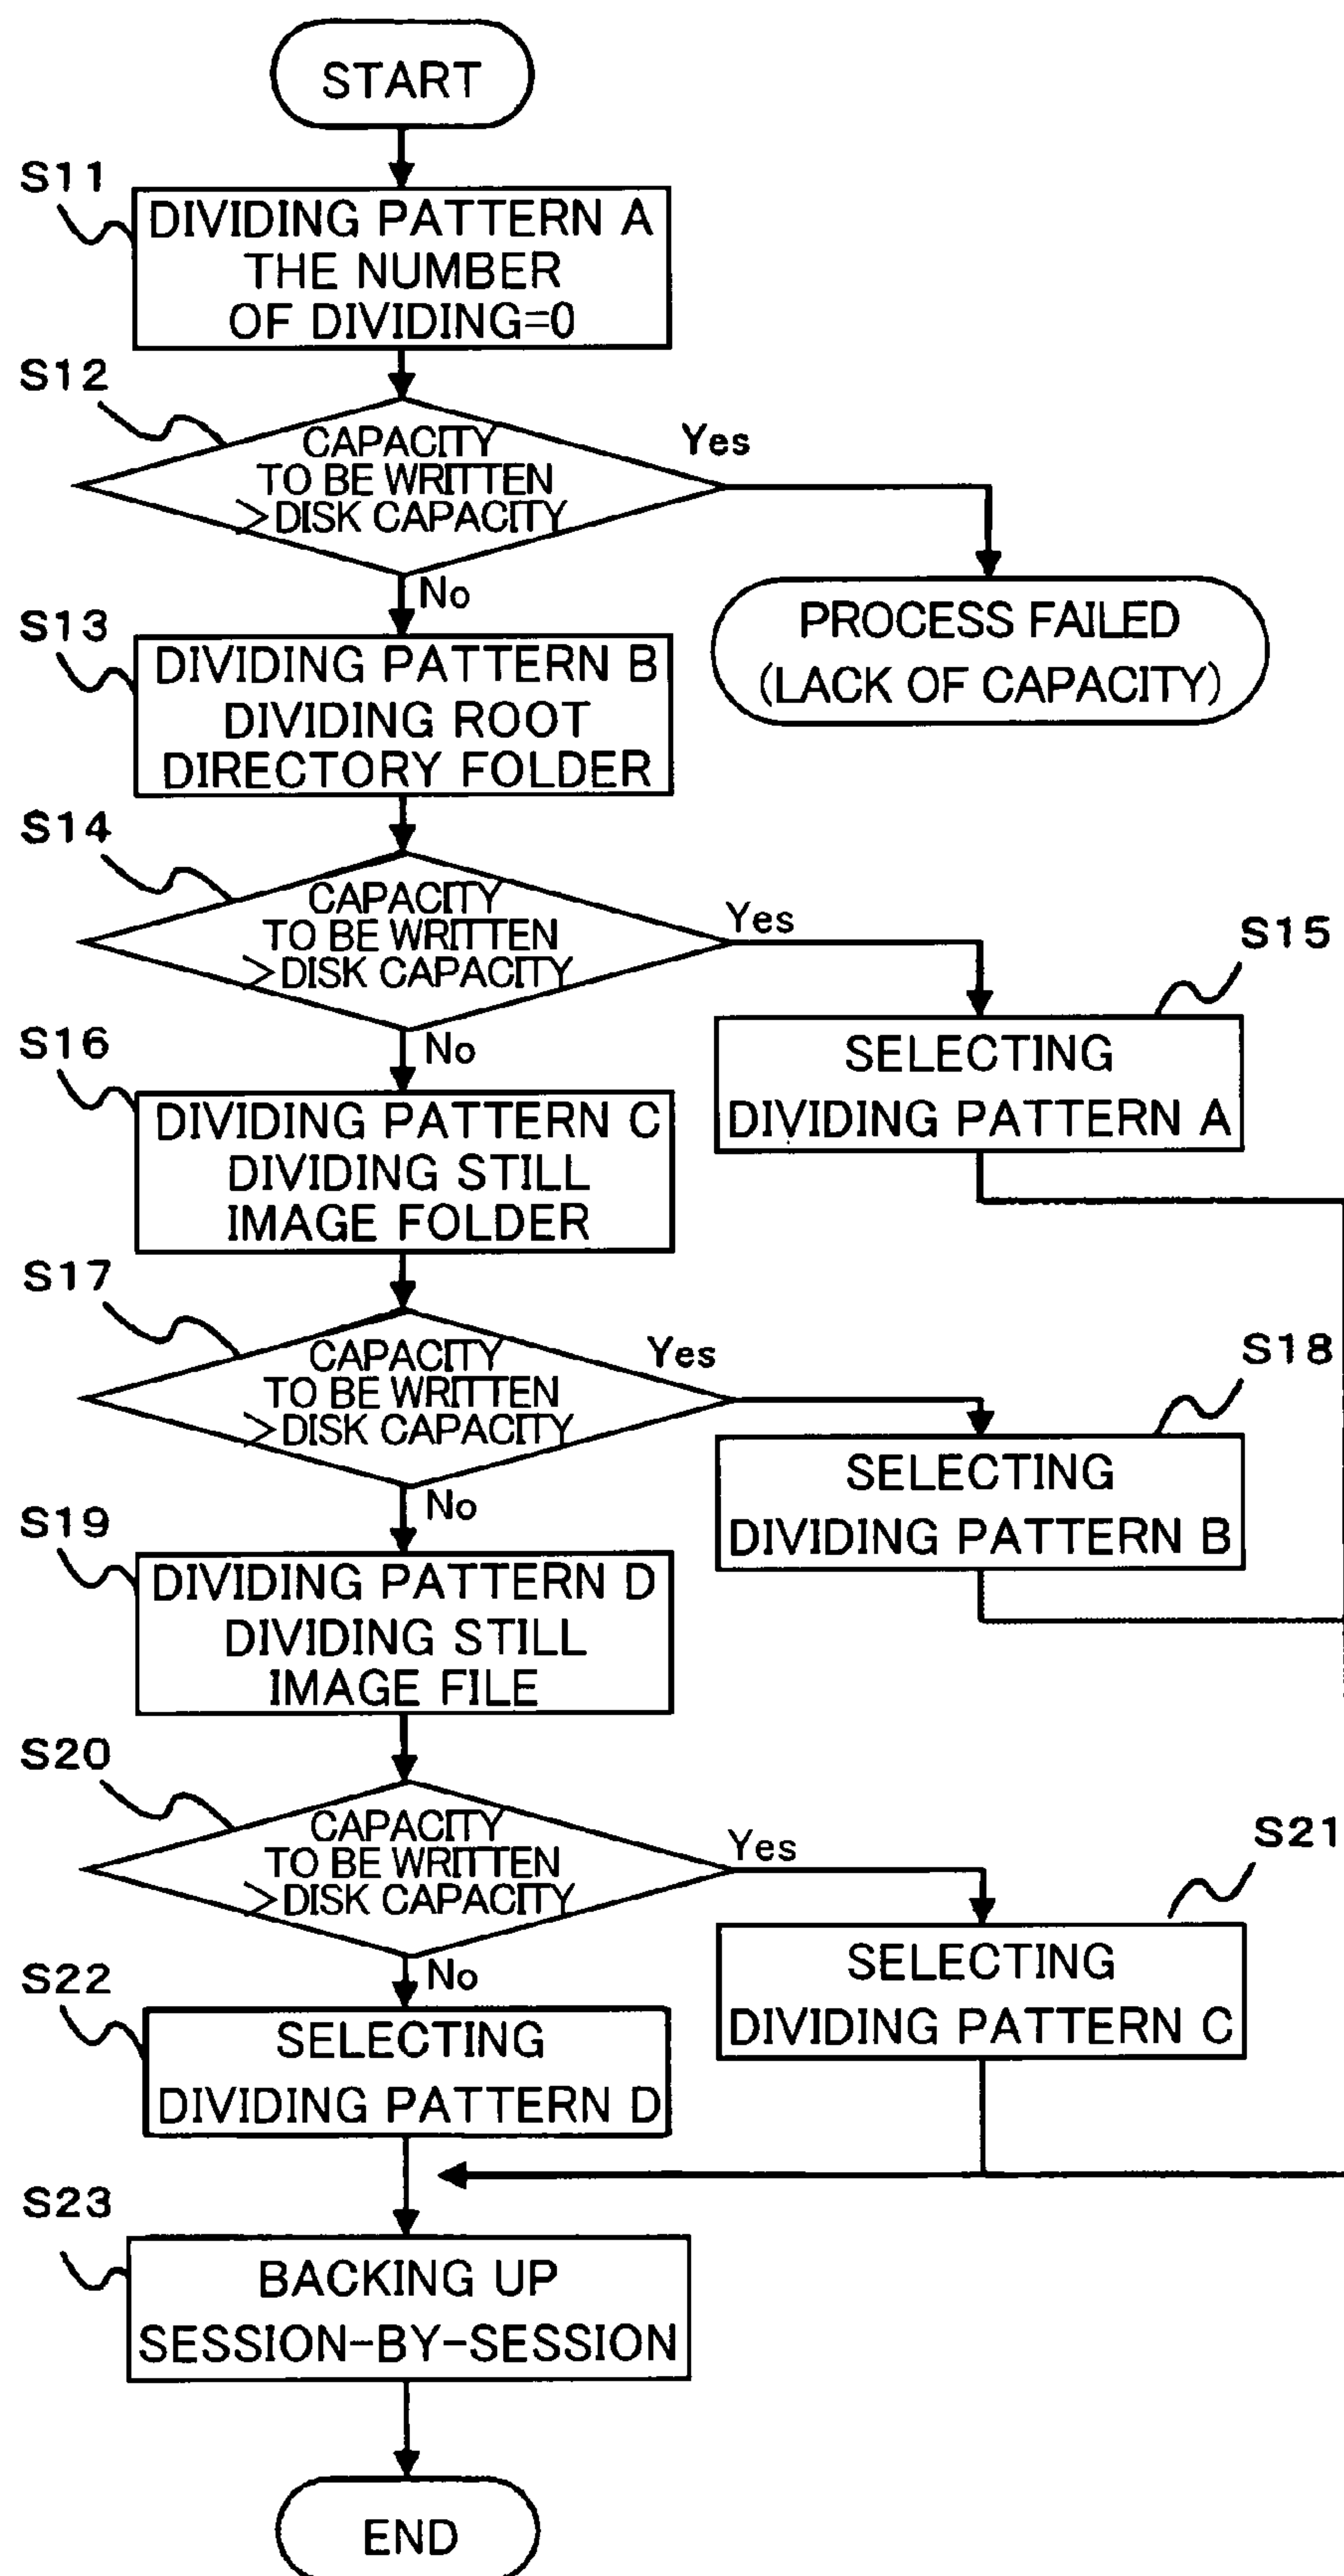 START
S11
DIVIDING PATTERN A
THE NUMBER
OF DIVIDING=0
S12
CAPACITY
TO BE WRITTEN
>DISK CAPACITY
Yes
No
PROCESS FAILED
(LACK OF CAPACITY)
S13
DIVIDING PATTERN B
DIVIDING ROOT
DIRECTORY FOLDER
S14
CAPACITY
TO BE WRITTEN
>DISK CAPACITY
Yes
No
S15
SELECTING
DIVIDING PATTERN A
S16
DIVIDING PATTERN C
DIVIDING STILL
IMAGE FOLDER
S17
CAPACITY
TO BE WRITTEN
>DISK CAPACITY
Yes
No
S18
SELECTING
DIVIDING PATTERN B
S19
DIVIDING PATTERN D
DIVIDING STILL
IMAGE FILE
S20
CAPACITY
TO BE WRITTEN
>DISK CAPACITY
Yes
No
S21
SELECTING
DIVIDING PATTERN C
S22
SELECTING
DIVIDING PATTERN D
S23
BACKING UP
SESSION-BY-SESSION
END